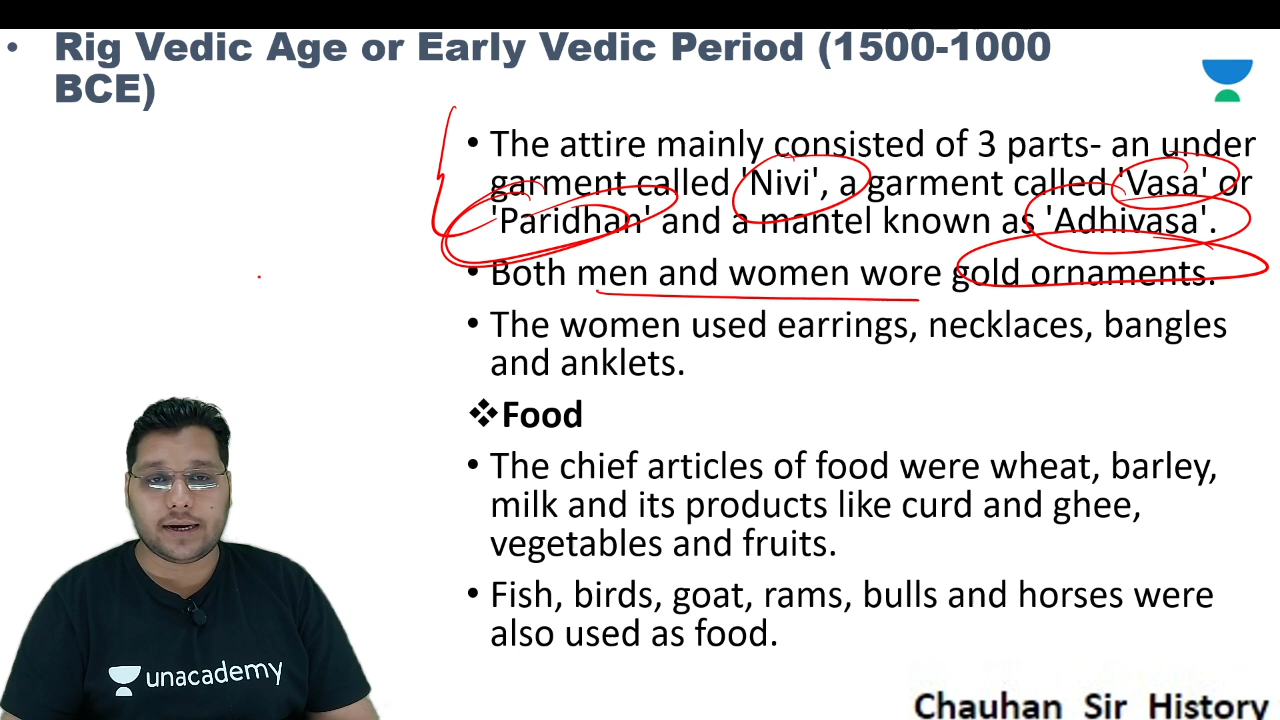 • Rig Vedic Age or Early Vedic Period (1500-1000
BCE)
• The attire mainly consisted of 3 parts- an under
garment called 'Nivi', a garment called 'Vasa' or
'Paridhan' and a mantel known as 'Adhivasa'.
• Both men and women wore gold ornaments.
• The women used earrings, necklaces, bangles
and anklets.
❖Food
• The chief articles of food were wheat, barley,
milk and its products like curd and ghee,
vegetables and fruits.
• Fish, birds, goat, rams, bulls and horses were
also used as food.
unacademy
Chauhan Sir History